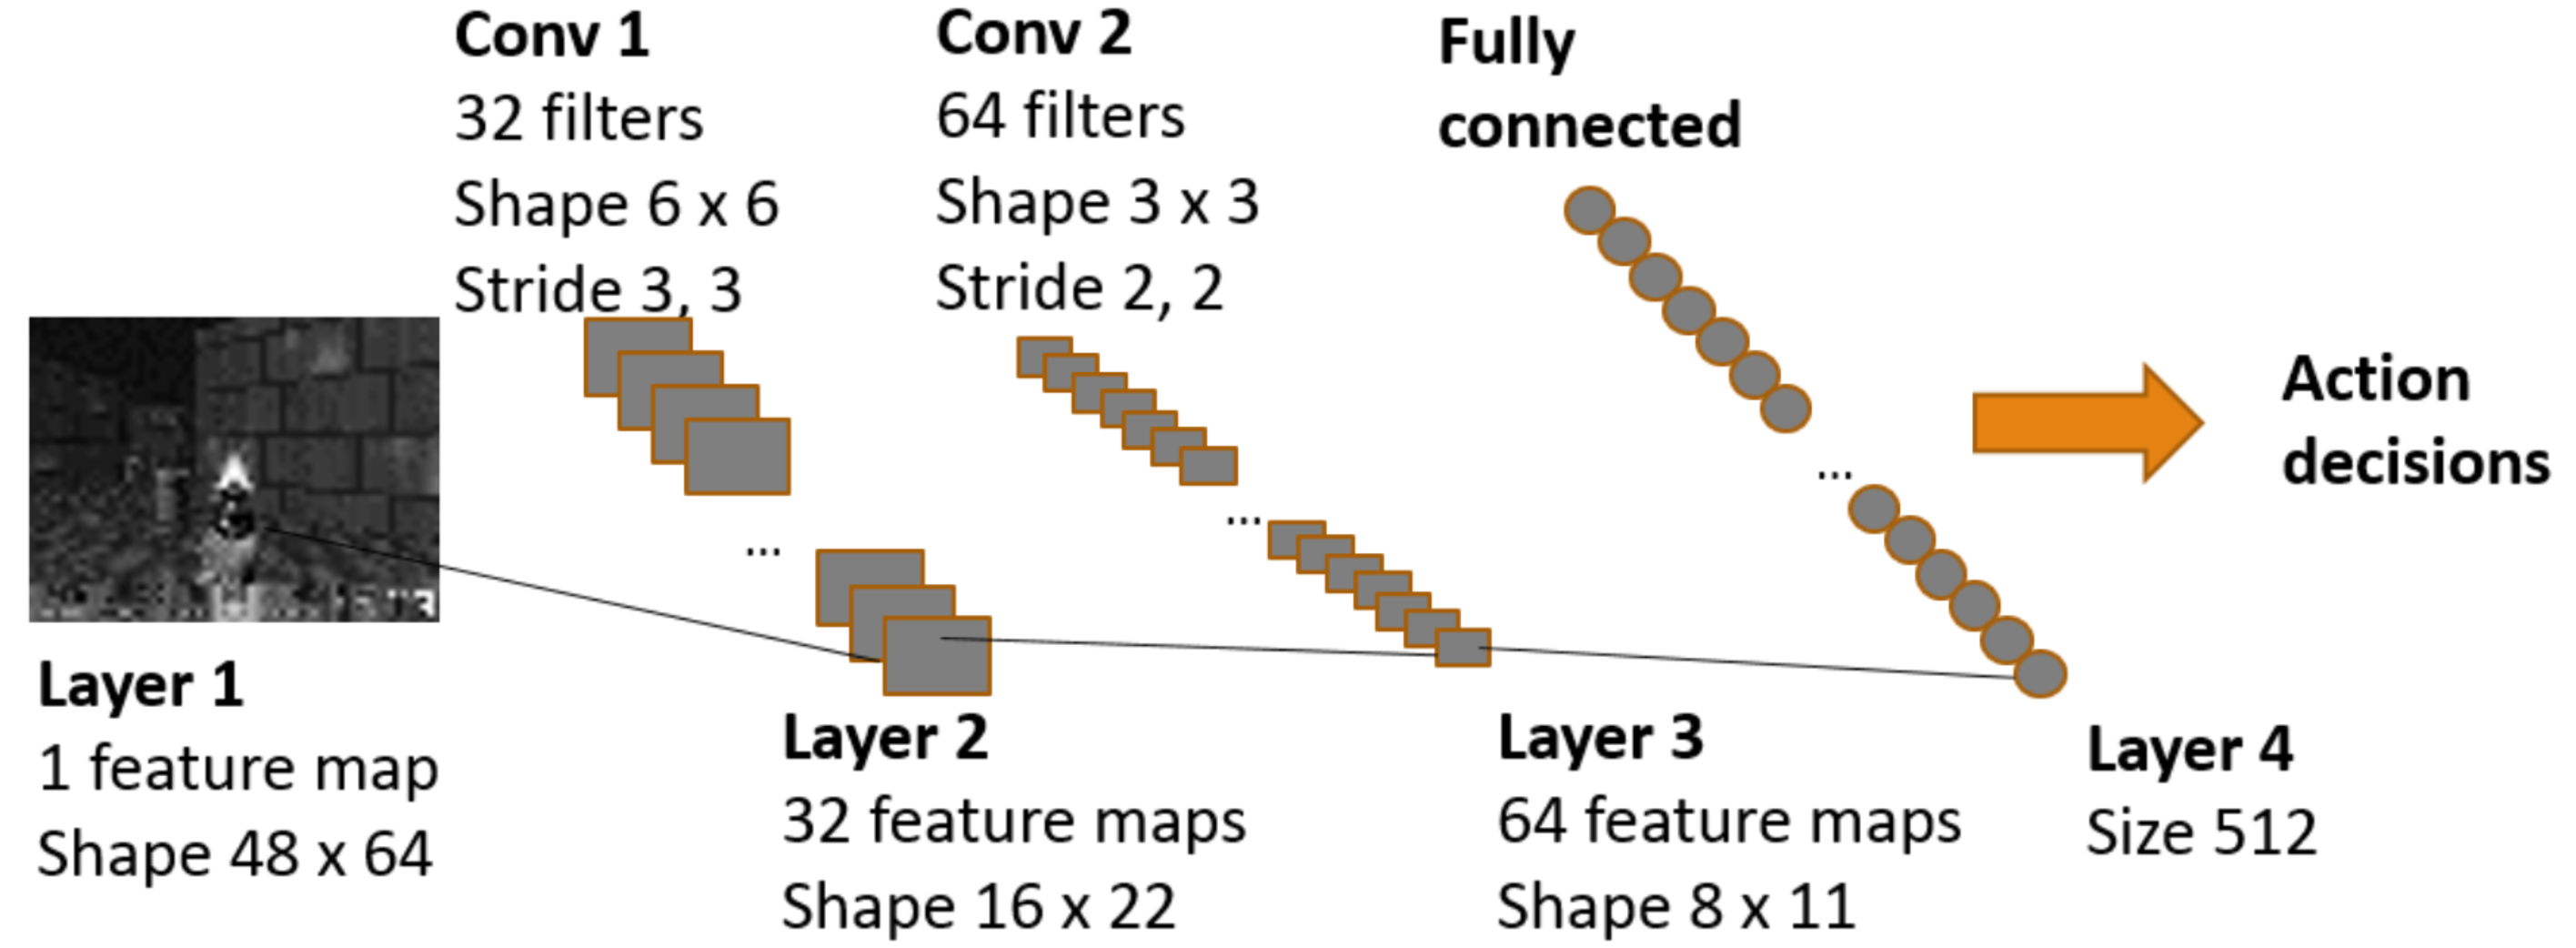 Conv 1
32 filters
Shape 6 x 6
Stride 3, 3
Conv 2
64 filters
Shape 3 x 3
Stride 2, 2
Fully
connected
...
...
...
Action
decisions
Layer 1
1 feature map
Shape 48 x 64
Layer 2
32 feature maps
Shape 16 x 22
Layer 3
64 feature maps
Shape 8 x 11
Layer 4
Size 512